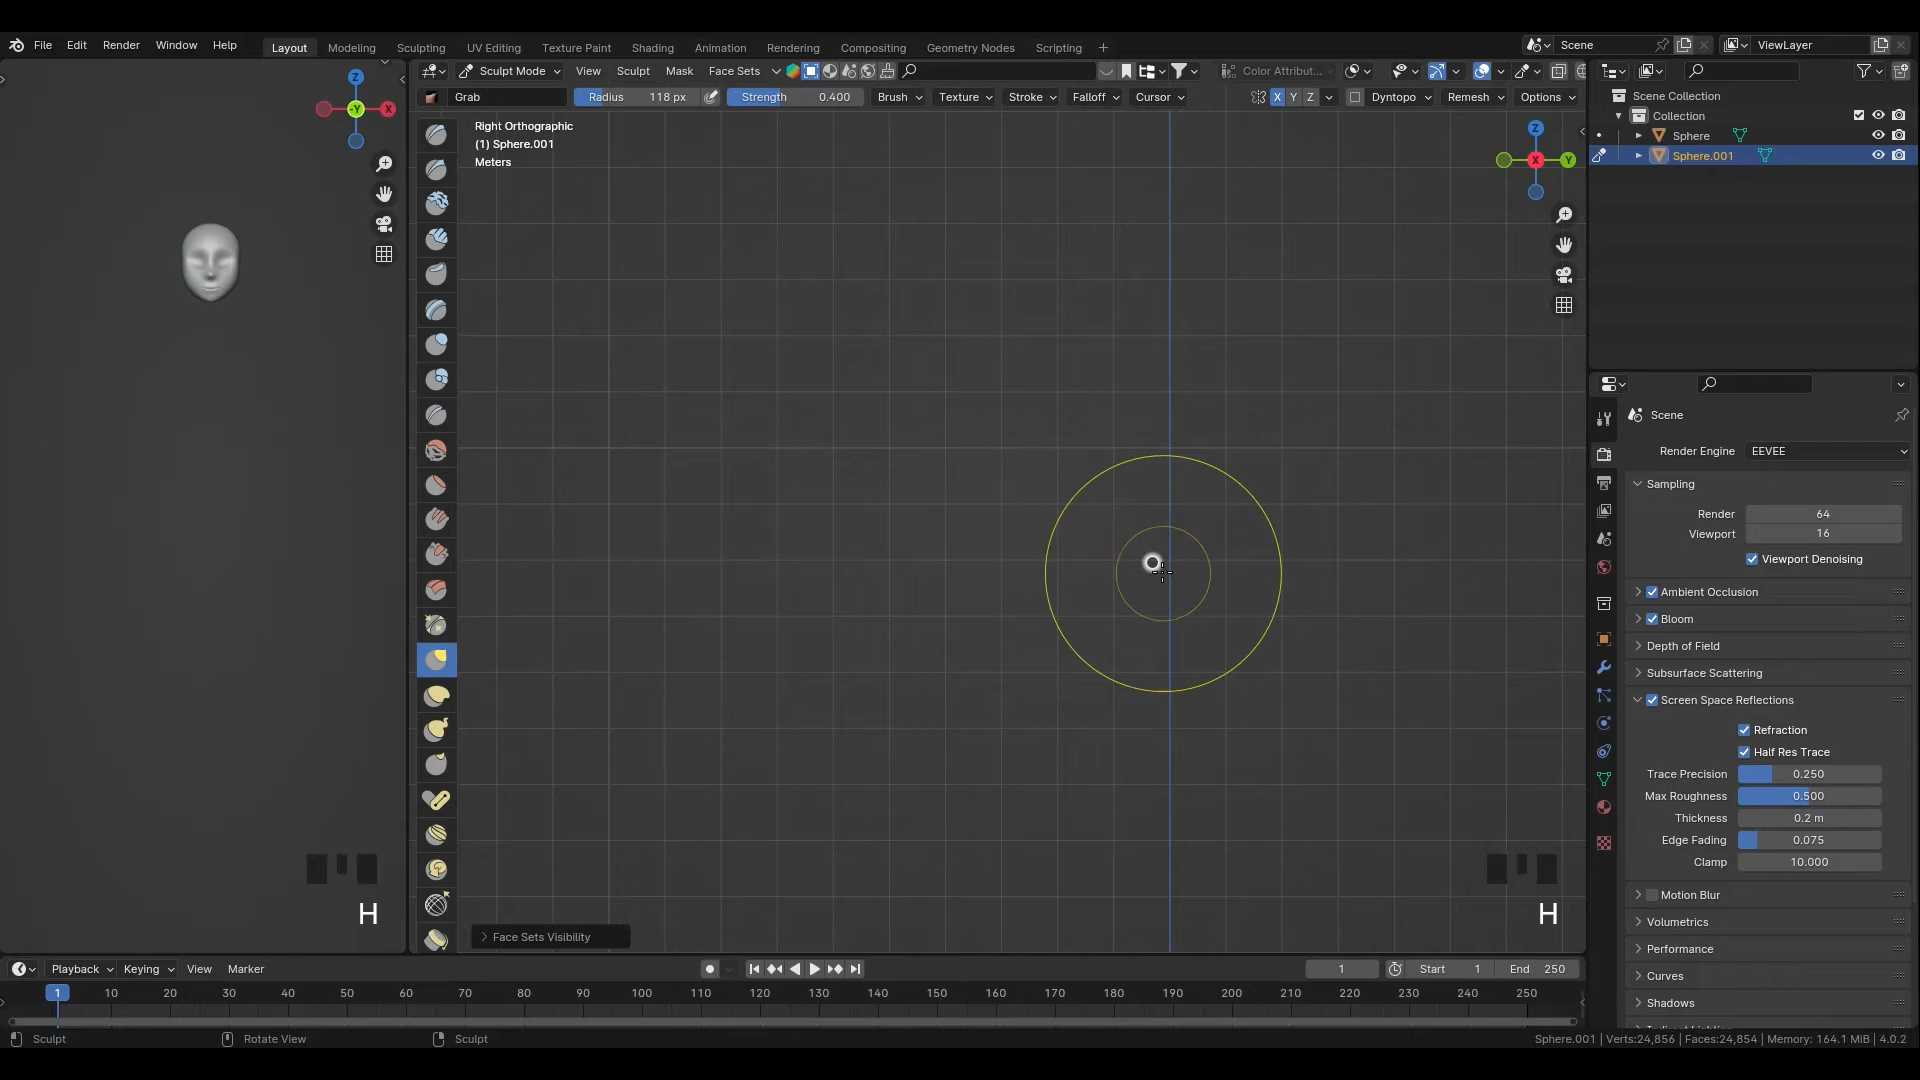 File Edit Render Window Help Layout Modeling Sculpting UV Editing Texture Paint Shading Animation Rendering Compositing Geometry Nodes Scripting + Scene ViewLayer
Sculpt Mode View Sculpt Mask Face Sets Color Attribut...
Grab Radius 118 px Strength 0.400 Brush Texture Stroke Falloff Cursor X Y Z Dyntopo Remesh Options
Right Orthographic
(1) Sphere.001
Meters
Z
-Y
X
Z
X
Y
Scene Collection
Collection
Sphere
Sphere.001
Scene
Render Engine EEVEE
Sampling
Render 64
Viewport 16
Viewport Denoising
Ambient Occlusion
Bloom
Depth of Field
Subsurface Scattering
Screen Space Reflections
Refraction
Half Res Trace
Trace Precision 0.250
Max Roughness 0.500
Thickness 0.2 m
Edge Fading 0.075
Clamp 10.000
Motion Blur
Volumetrics
Performance
Curves
Shadows
H
H
Face Sets Visibility
Playback Keying View Marker 1 Start 1 End 250
1 10 20 30 40 50 60 70 80 90 100 110 120 130 140 150 160 170 180 190 200 210 220 230 240 250
Sculpt Rotate View Sculpt Sphere.001 | Verts:24,856 | Faces:24,854 | Memory: 164.1 MiB | 4.0.2